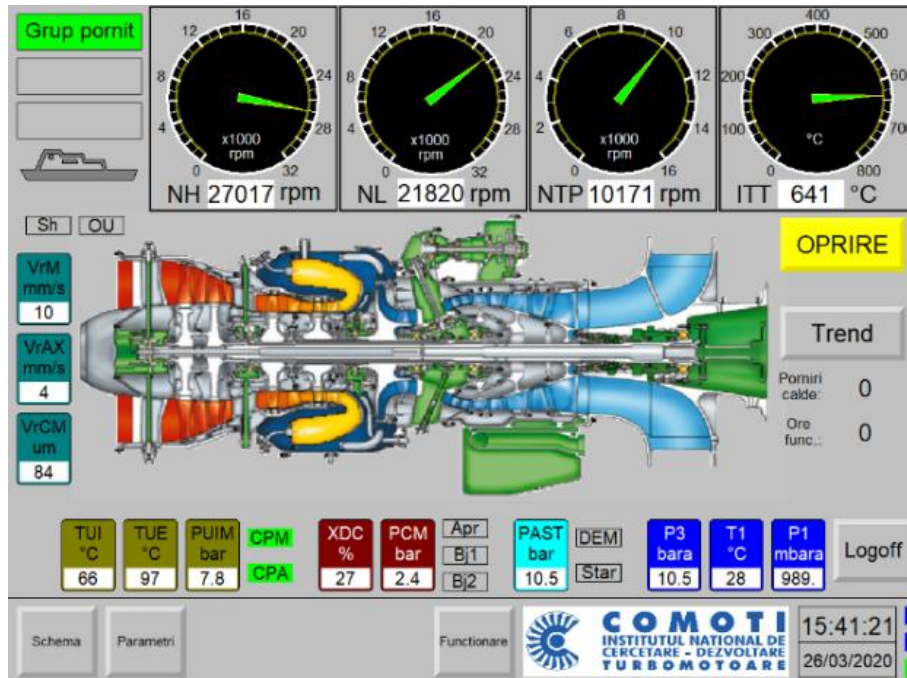 Grup pornit
4 8 16 20 24 28 0 32
x1000
rpm
NH 27017 rpm
4 8 12 16 20 24 28 0 32
x1000
rpm
NL 21820 rpm
2 4 6 8 10 12 14 0 16
x1000
rpm
NTP 10171 rpm
100 200 300 400 500 0 800
°C
ITT 641 °C
Sh OU
OPRIRE
VrM
mm/s
10
VrAX
mm/s
4
VrCM
um
84
Trend
Porniri
calde: 0
Ore
func.: 0
TUI
°C
66
TUE
°C
97
PUIM
bar
7.8
CPM
CPA
XDC
%
27
PCM
bar
2.4
Apr
Bj1
Bj2
PAST
bar
10.5
DEM
Star
P3
bara
10.5
T1
°C
28
P1
mbara
989.
Logoff
Schema
Parametri
Functionare
COMOTI
INSTITUTUL NATIONAL DE
CERCETARE - DEZVOLTARE
TURBOMOTOARE
15:41:21
26/03/2020